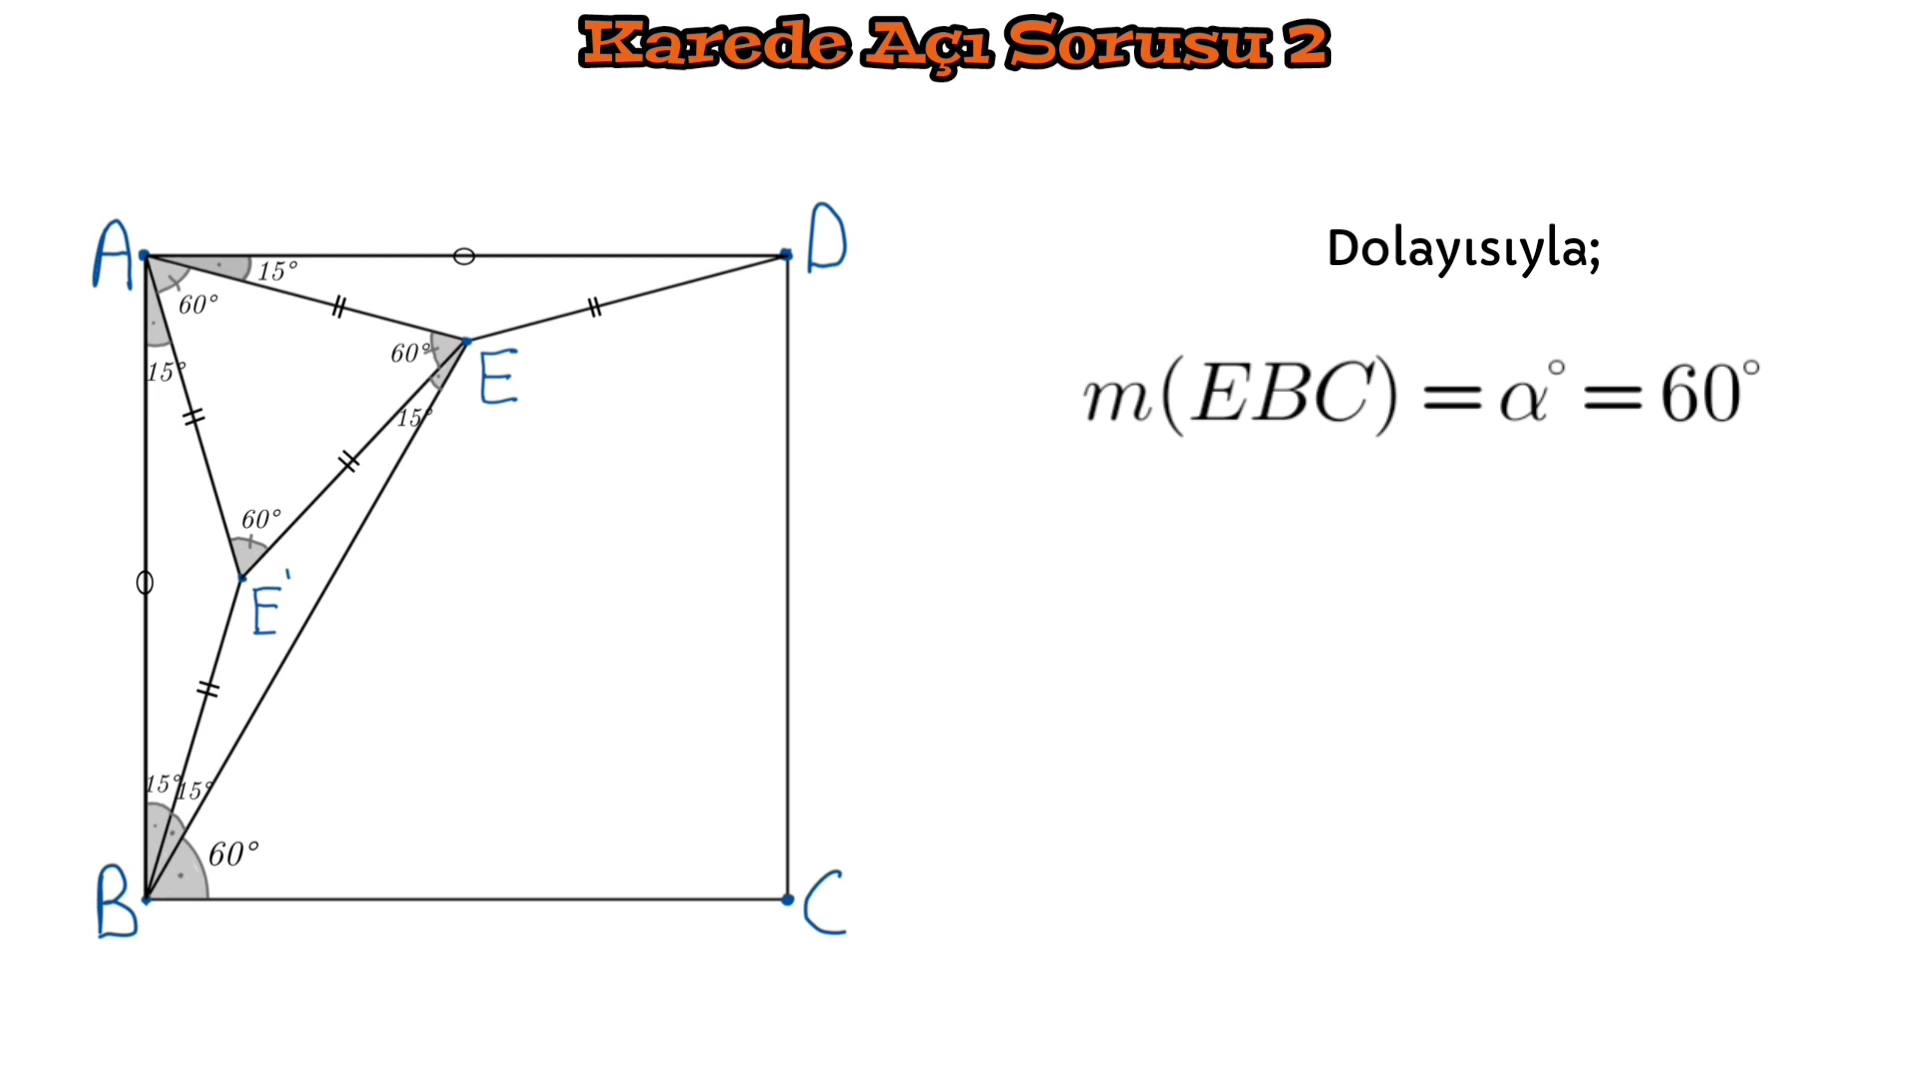 Karede Açı Sorusu 2
A
D
15°
60°
Dolayısıyla;
60°
E
15°
m(EBC) = α° = 60°
15°
60°
E'
15° 15°
60°
B
C